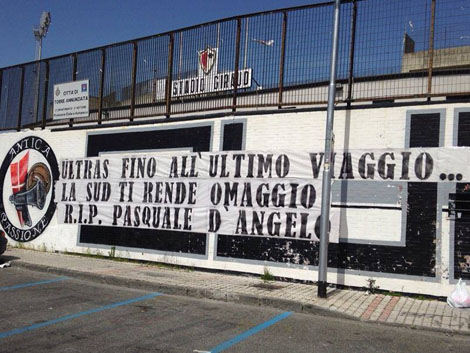 STADIO GIRAUD
CITTÀ DI
TORRE ANNUNZIATA
ANTICA
PASSIONE
ULTRAS FINO ALL'ULTIMO VIAGGIO...
LA SUD TI RENDE OMAGGIO
R.I.P. PASQUALE D'ANGELO